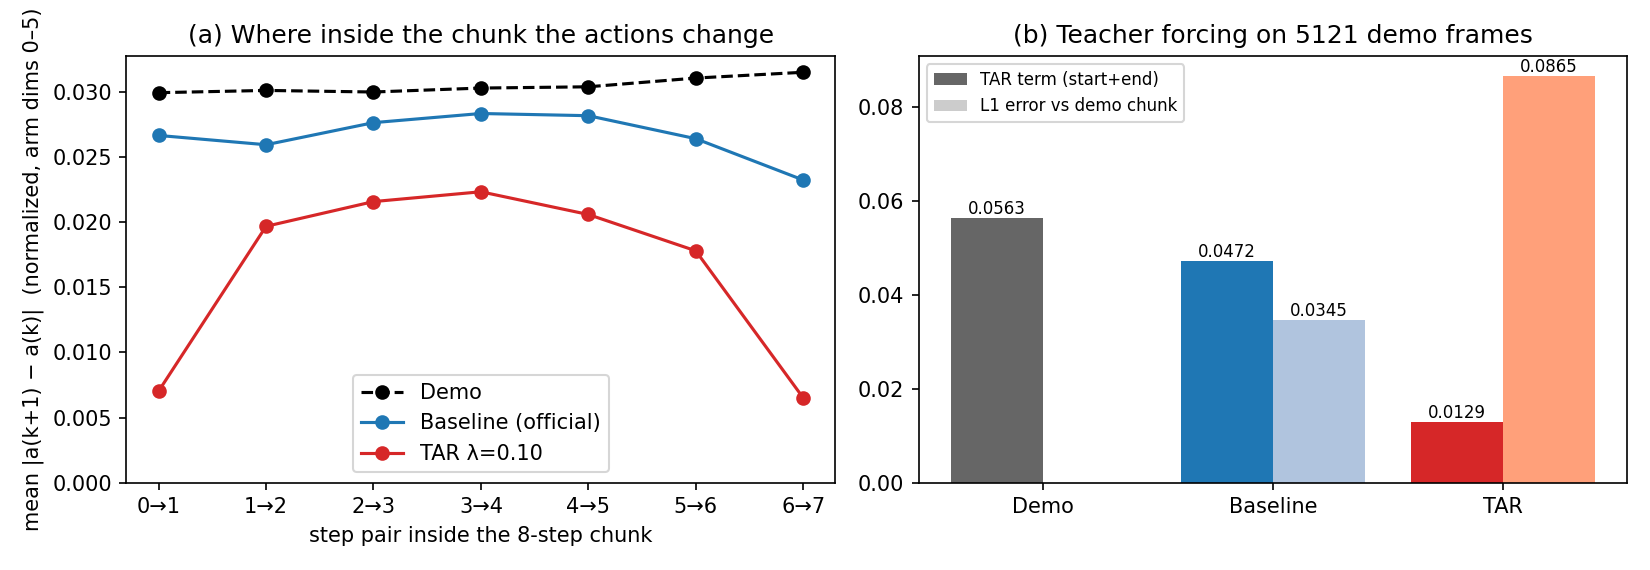 (a) Where inside the chunk the actions change
mean |a(k+1) − a(k)| (normalized, arm dims 0–5)
0.030
0.025
0.020
0.015
0.010
0.005
0.000
Demo
Baseline (official)
TAR λ=0.10
0→1 1→2 2→3 3→4 4→5 5→6 6→7
step pair inside the 8-step chunk
(b) Teacher forcing on 5121 demo frames
TAR term (start+end)
L1 error vs demo chunk
0.08
0.06
0.04
0.02
0.00
0.0563
0.0472
0.0345
0.0129
0.0865
Demo Baseline TAR